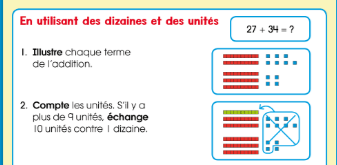 En utilisant des dizaines et des unités
27 + 34 = ?
1. Illustre chaque terme
de l'addition.
2. Compte les unités. S'il y a
plus de 9 unités, échange
10 unités contre 1 dizaine.